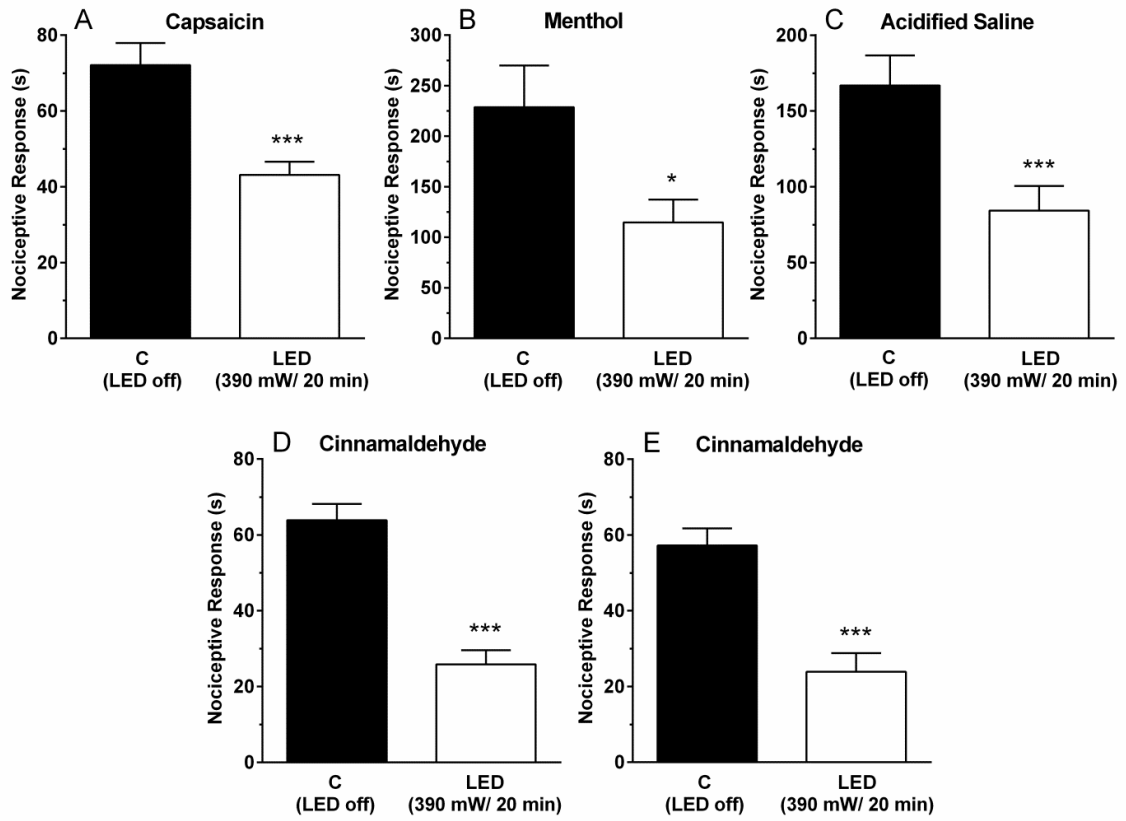 A Capsaicin
Nociceptive Response (s)
80
60
40
20
0
***
C
(LED off)
LED
(390 mW/ 20 min)
B Menthol
Nociceptive Response (s)
300
250
200
150
100
50
0
*
C
(LED off)
LED
(390 mW/ 20 min)
C Acidified Saline
Nociceptive Response (s)
200
150
100
50
0
***
C
(LED off)
LED
(390 mW/ 20 min)
D Cinnamaldehyde
Nociceptive Response (s)
80
60
40
20
0
***
C
(LED off)
LED
(390 mW/ 20 min)
E Cinnamaldehyde
Nociceptive Response (s)
80
60
40
20
0
***
C
(LED off)
LED
(390 mW/ 20 min)